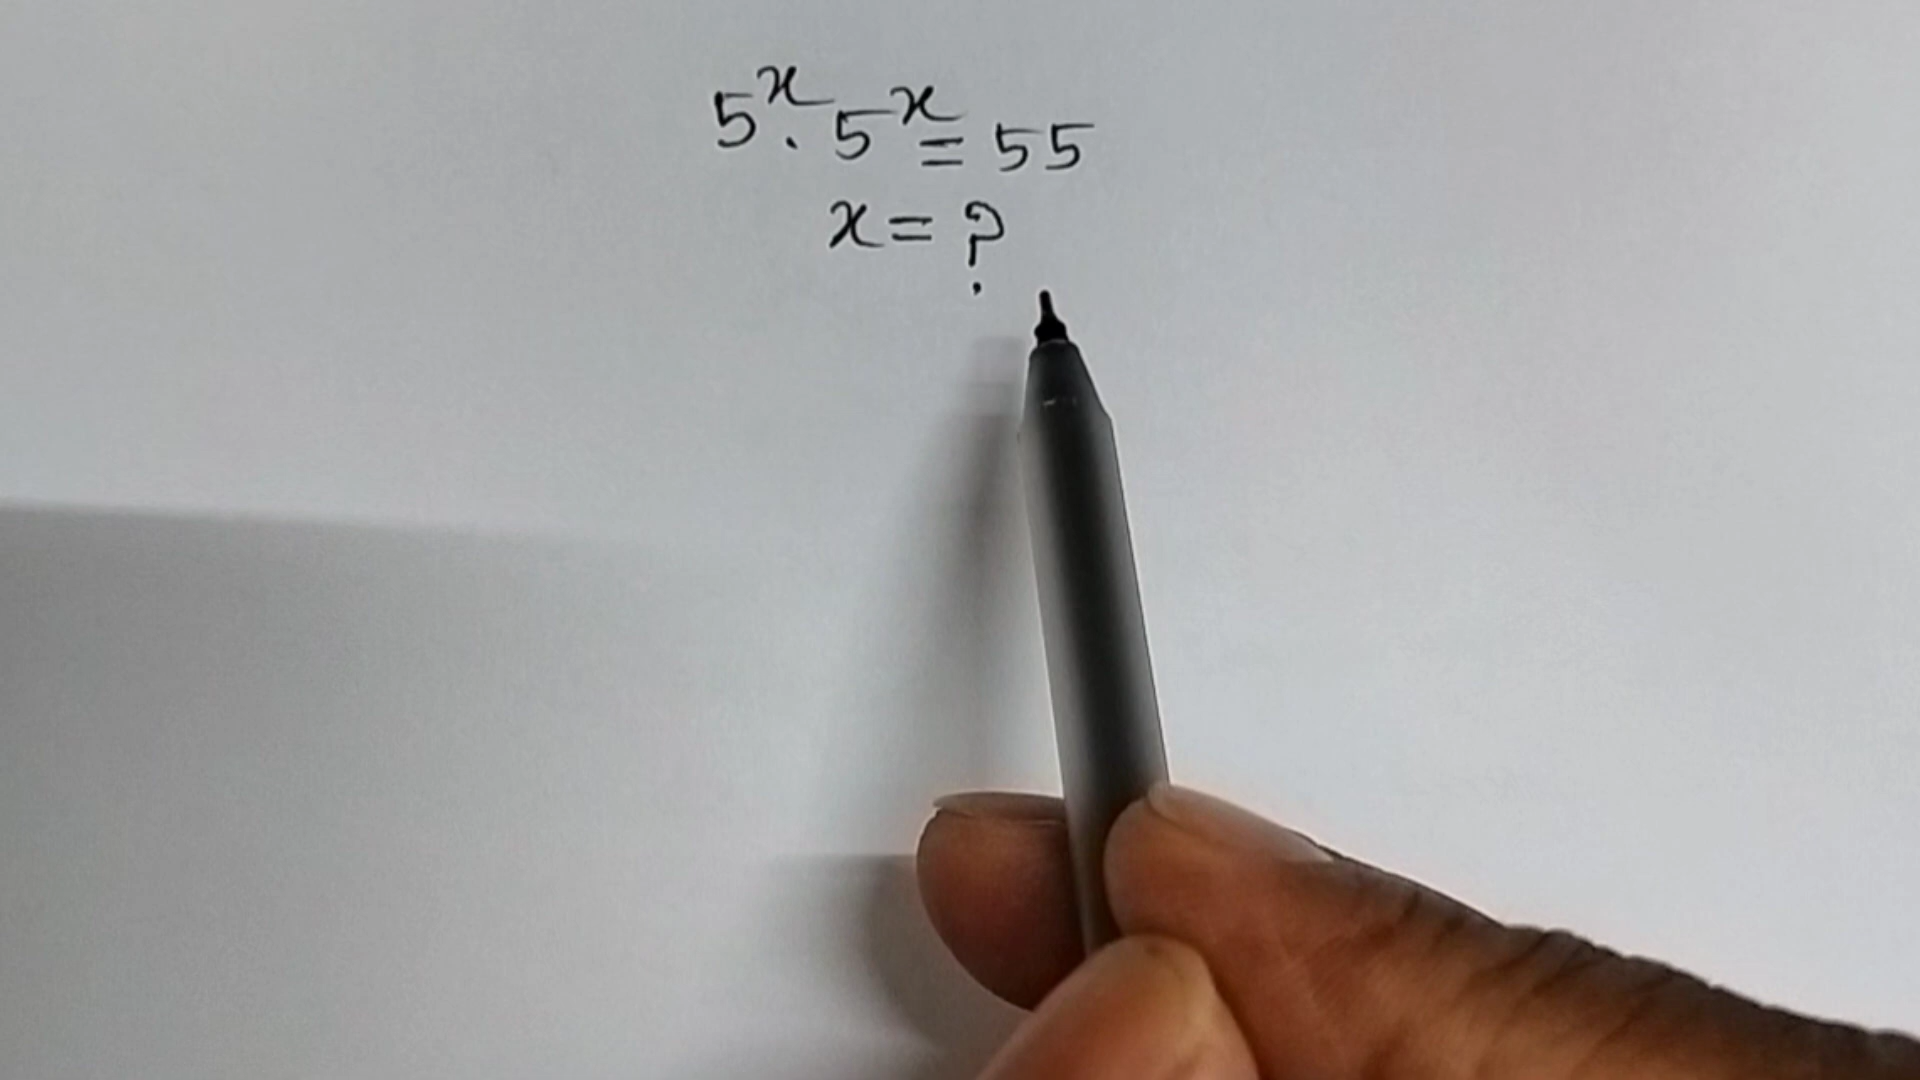 5^x . 5^x = 55
x = ?